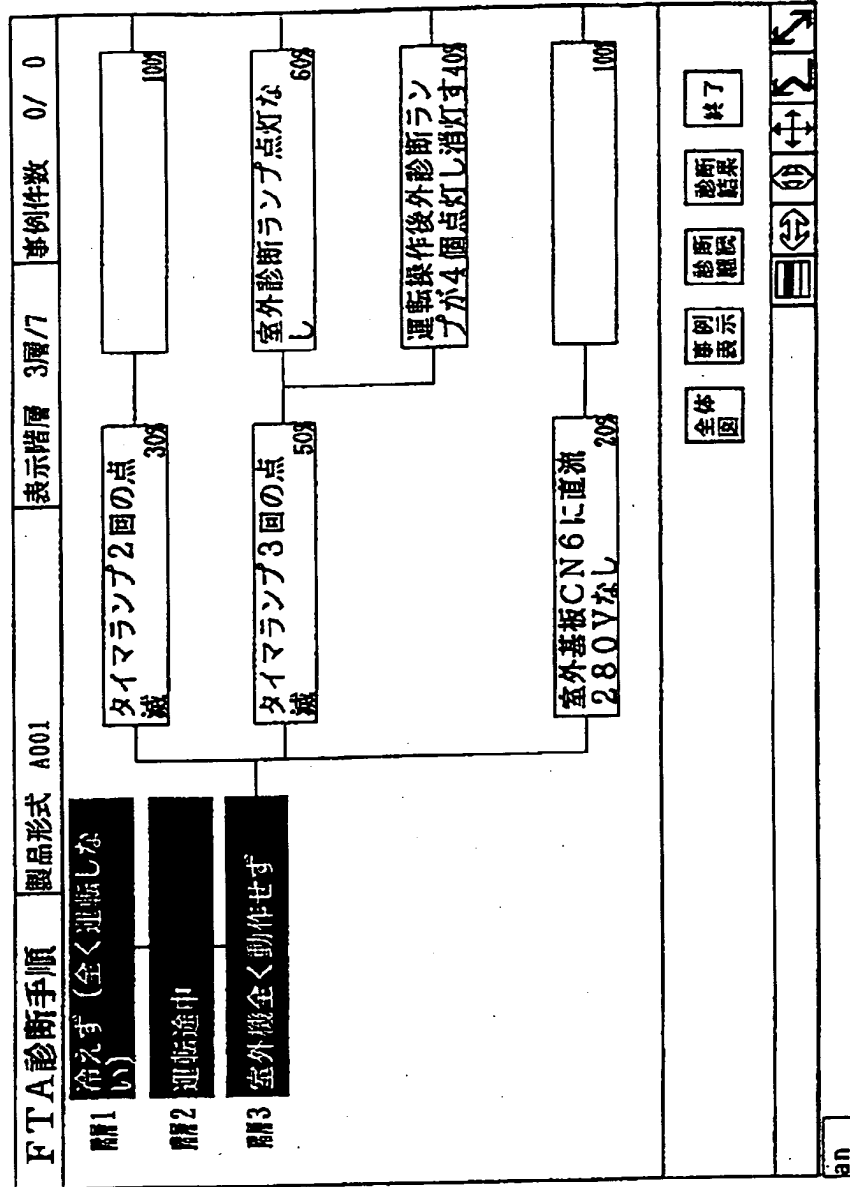 FTA診断手順 製品形式 A001 表示階層 3層/7 事例件数 0/ 0
階層1
冷えず (全く運転しな
い)
階層2
運転途中
階層3
室外機全く動作せず
タイマランプ2回の点
滅
30%
100%
タイマランプ3回の点
滅
50%
室外診断ランプ点灯な
し
60%
運転操作後外診断ラン
プが4個点灯し消灯す40%
室外基板CN6に直流
280Vなし
20%
100%
全体
図
事例
表示
診断
継続
診断
結果
終了
an